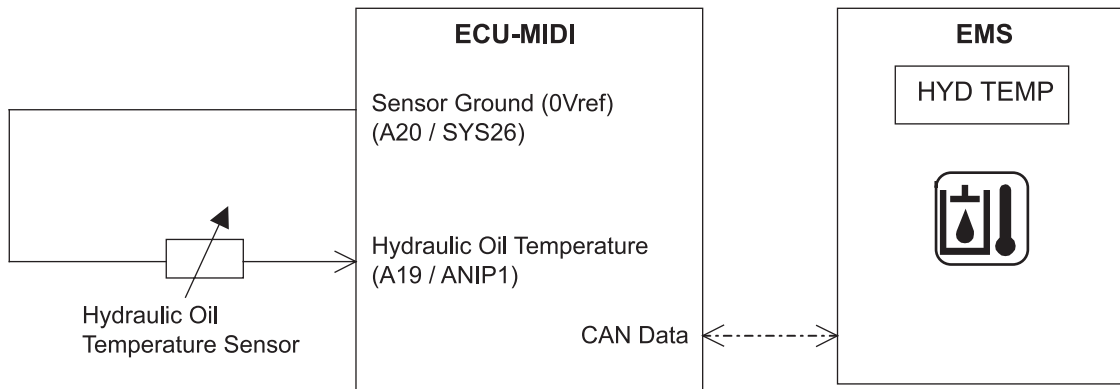 ECU-MIDI
Sensor Ground (0Vref)
(A20 / SYS26)
Hydraulic Oil Temperature
(A19 / ANIP1)
CAN Data
Hydraulic Oil
Temperature Sensor
EMS
HYD TEMP